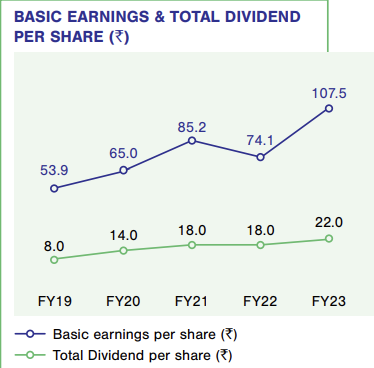 BASIC EARNINGS & TOTAL DIVIDEND
PER SHARE (₹)
107.5
85.2
74.1
65.0
53.9
22.0
18.0
18.0
14.0
8.0
FY19 FY20 FY21 FY22 FY23
Basic earnings per share (₹)
Total Dividend per share (₹)